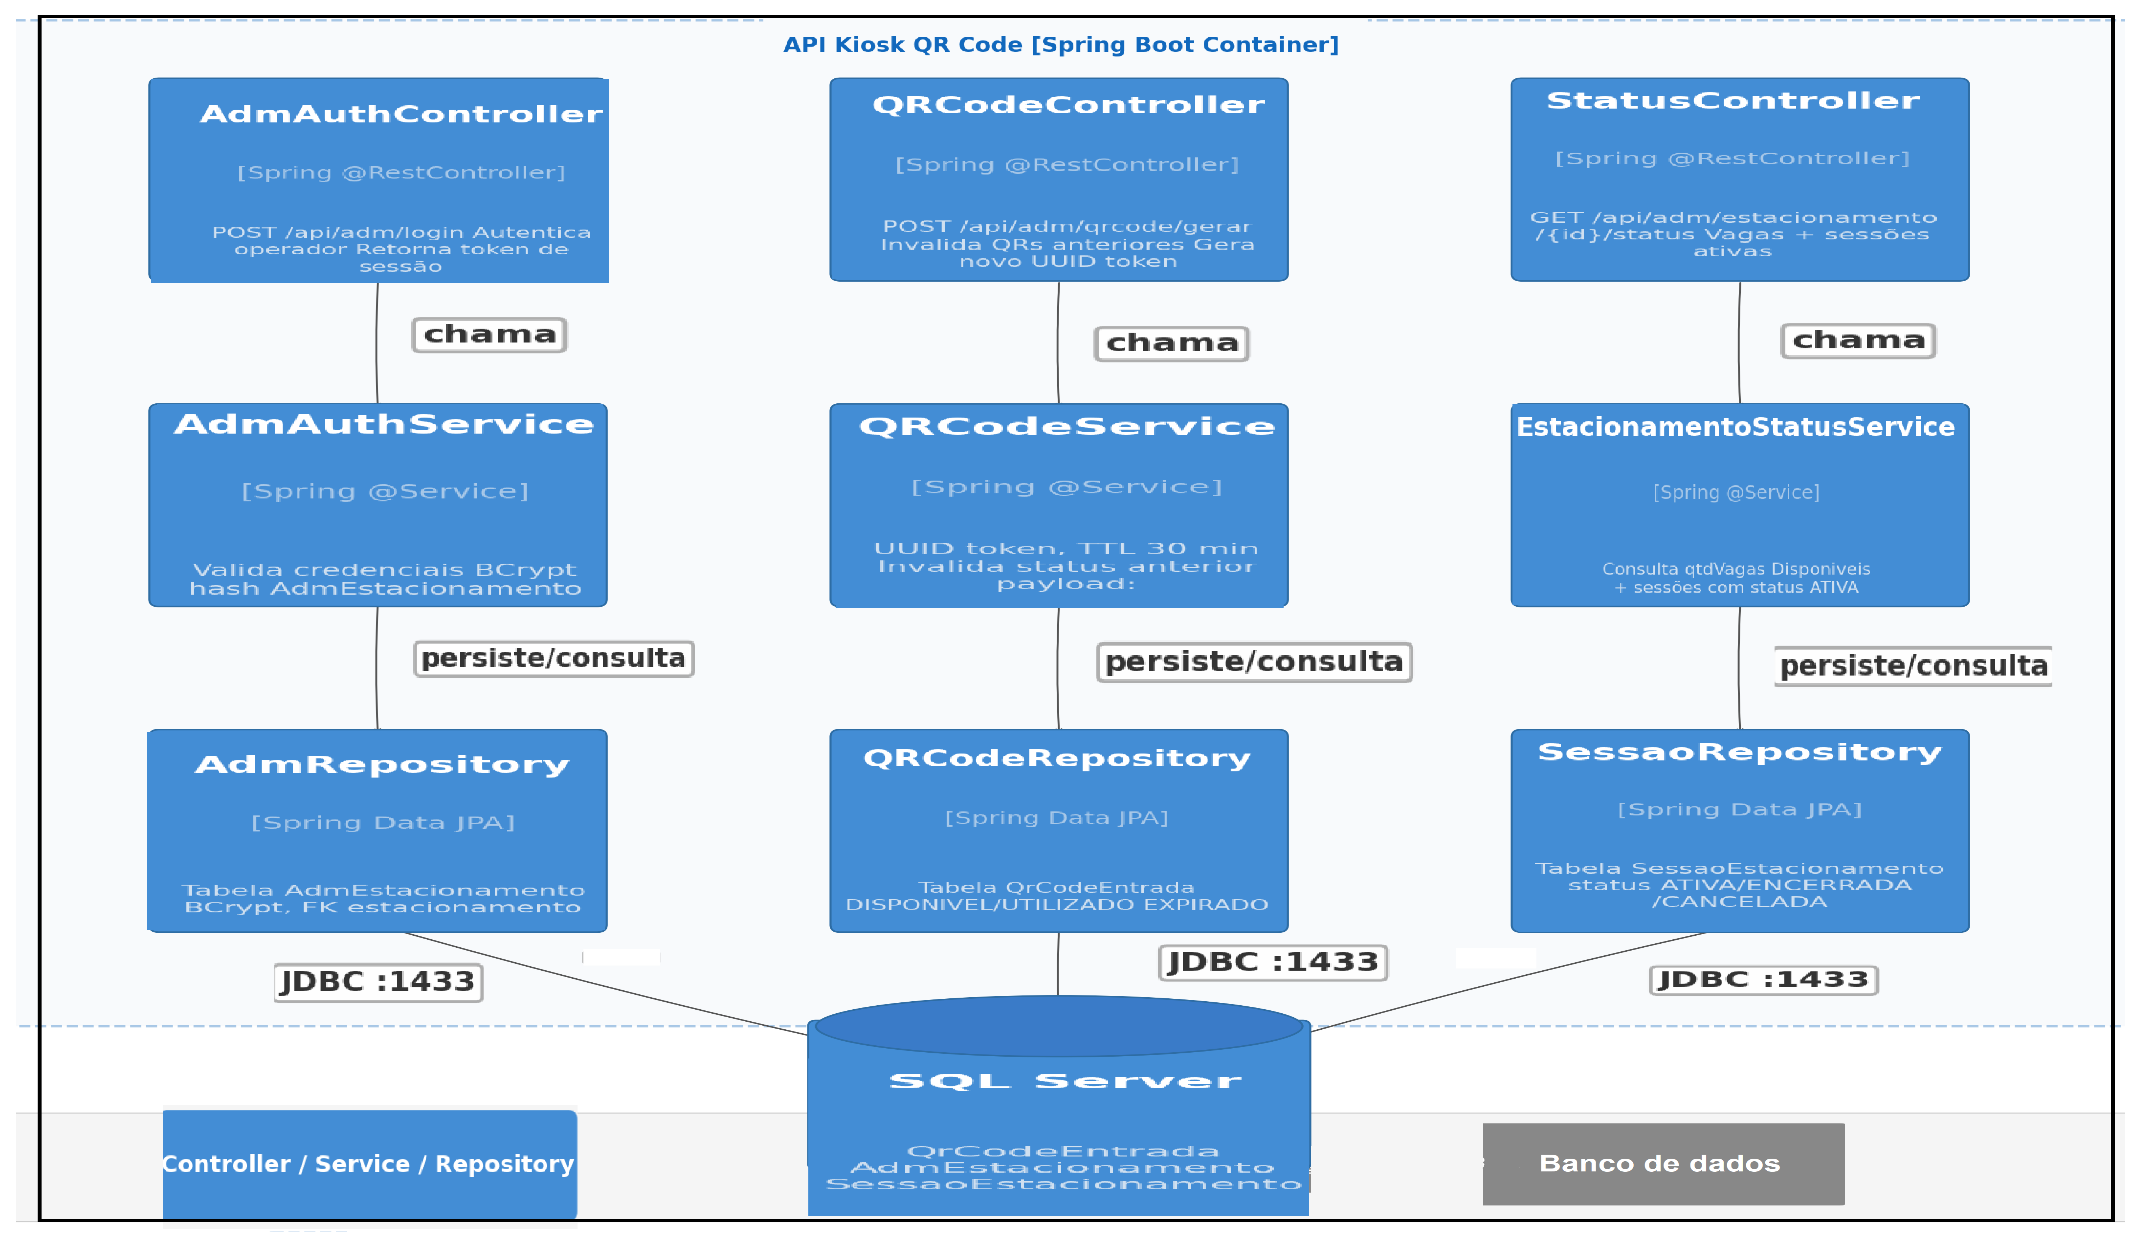 API Kiosk QR Code [Spring Boot Container]
AdmAuthController
[Spring @RestController]
POST /api/adm/login Autentica
operador Retorna token de
sessão
QRCodeController
[Spring @RestController]
POST /api/adm/qrcode/gerar
Invalida QRs anteriores Gera
novo UUID token
StatusController
[Spring @RestController]
GET /api/adm/estacionamento
/{id}/status Vagas + sessões
ativas
chama
chama
chama
AdmAuthService
[Spring @Service]
Valida credenciais BCrypt
hash AdmEstacionamento
QRCodeService
[Spring @Service]
UUID token, TTL 30 min
Invalida status anterior
payload:
EstacionamentoStatusService
[Spring @Service]
Consulta qtdVagas Disponiveis
+ sessões com status ATIVA
persiste/consulta
persiste/consulta
persiste/consulta
AdmRepository
[Spring Data JPA]
Tabela AdmEstacionamento
BCrypt, FK estacionamento
QRCodeRepository
[Spring Data JPA]
Tabela QrCodeEntrada
DISPONIVEL/UTILIZADO EXPIRADO
SessaoRepository
[Spring Data JPA]
Tabela SessaoEstacionamento
status ATIVA/ENCERRADA
/CANCELADA
JDBC :1433
JDBC :1433
JDBC :1433
SQL Server
QrCodeEntrada
AdmEstacionamento
SessaoEstacionamento
Controller / Service / Repository
Banco de dados